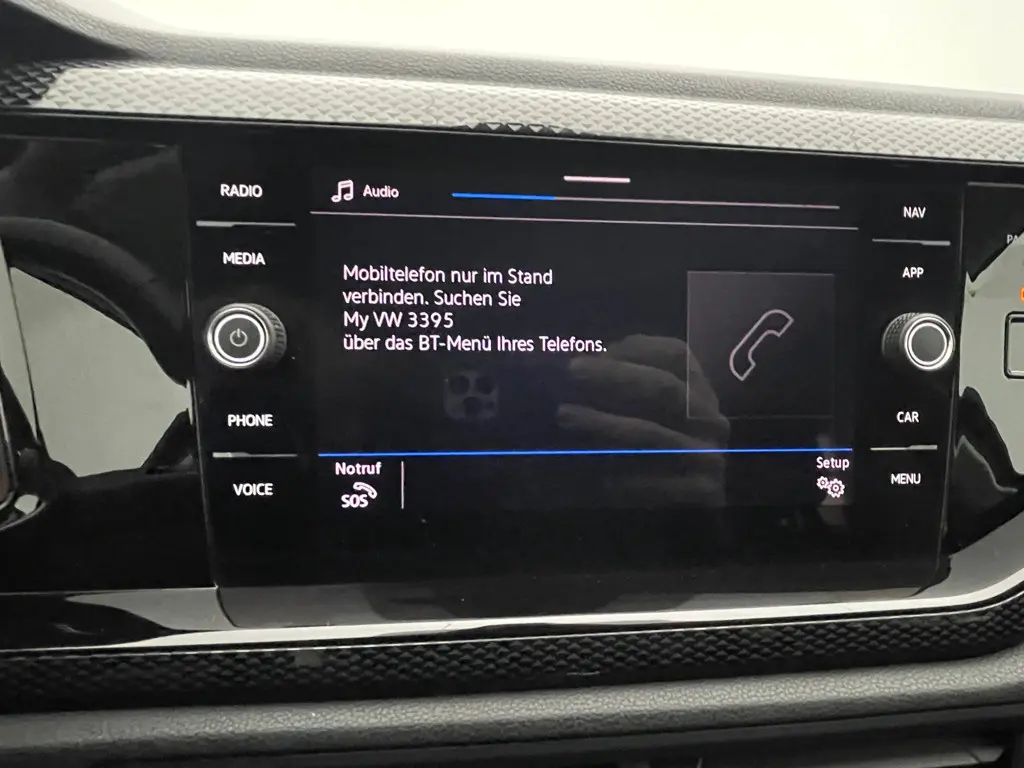 RADIO
MEDIA
PHONE
VOICE
Audio
Mobiltelefon nur im Stand
verbinden. Suchen Sie
My VW 3395
über das BT-Menü Ihres Telefons.
Notruf
SOS
Setup
NAV
APP
CAR
MENU